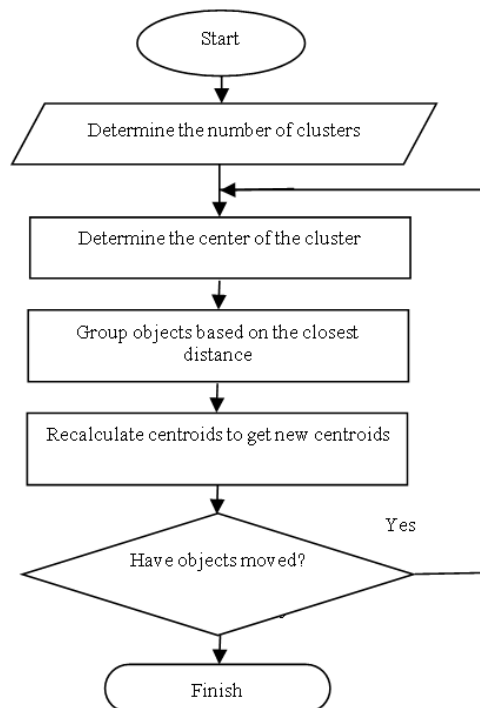 Start
Determine the number of clusters
Determine the center of the cluster
Group objects based on the closest
distance
Recalculate centroids to get new centroids
Yes
Have objects moved?
Finish